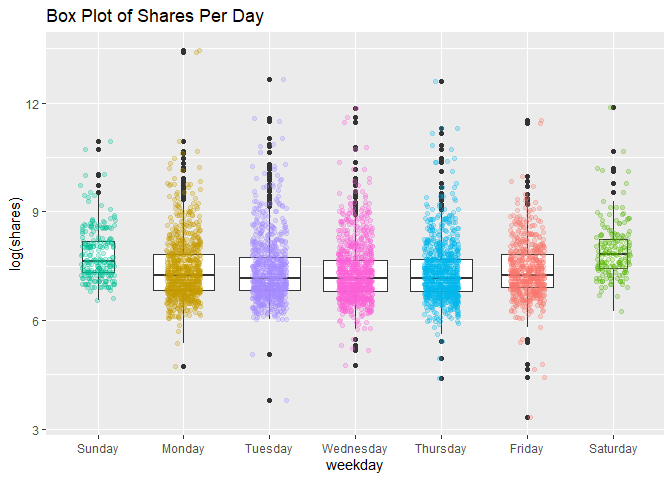 Box Plot of Shares Per Day
log(shares)
12
9
6
3
Sunday Monday Tuesday Wednesday Thursday Friday Saturday
weekday